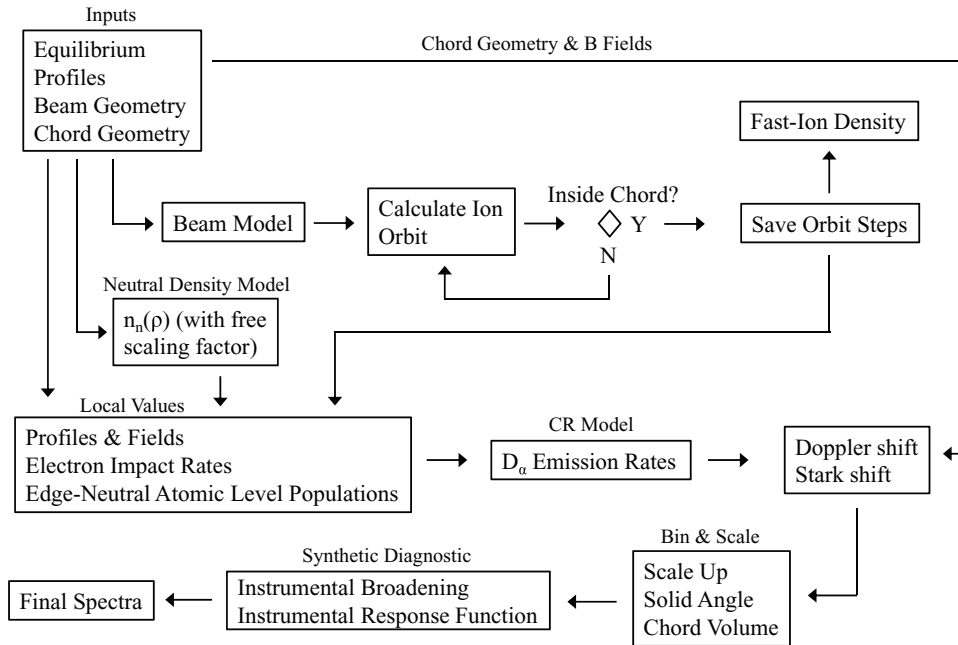 Inputs
Equilibrium
Profiles
Beam Geometry
Chord Geometry
Chord Geometry & B Fields
Fast-Ion Density
Beam Model
Calculate Ion
Orbit
Inside Chord?
Y
N
Save Orbit Steps
Neutral Density Model
nₙ(ρ) (with free
scaling factor)
Local Values
Profiles & Fields
Electron Impact Rates
Edge-Neutral Atomic Level Populations
CR Model
Dα Emission Rates
Doppler shift
Stark shift
Bin & Scale
Scale Up
Solid Angle
Chord Volume
Synthetic Diagnostic
Instrumental Broadening
Instrumental Response Function
Final Spectra